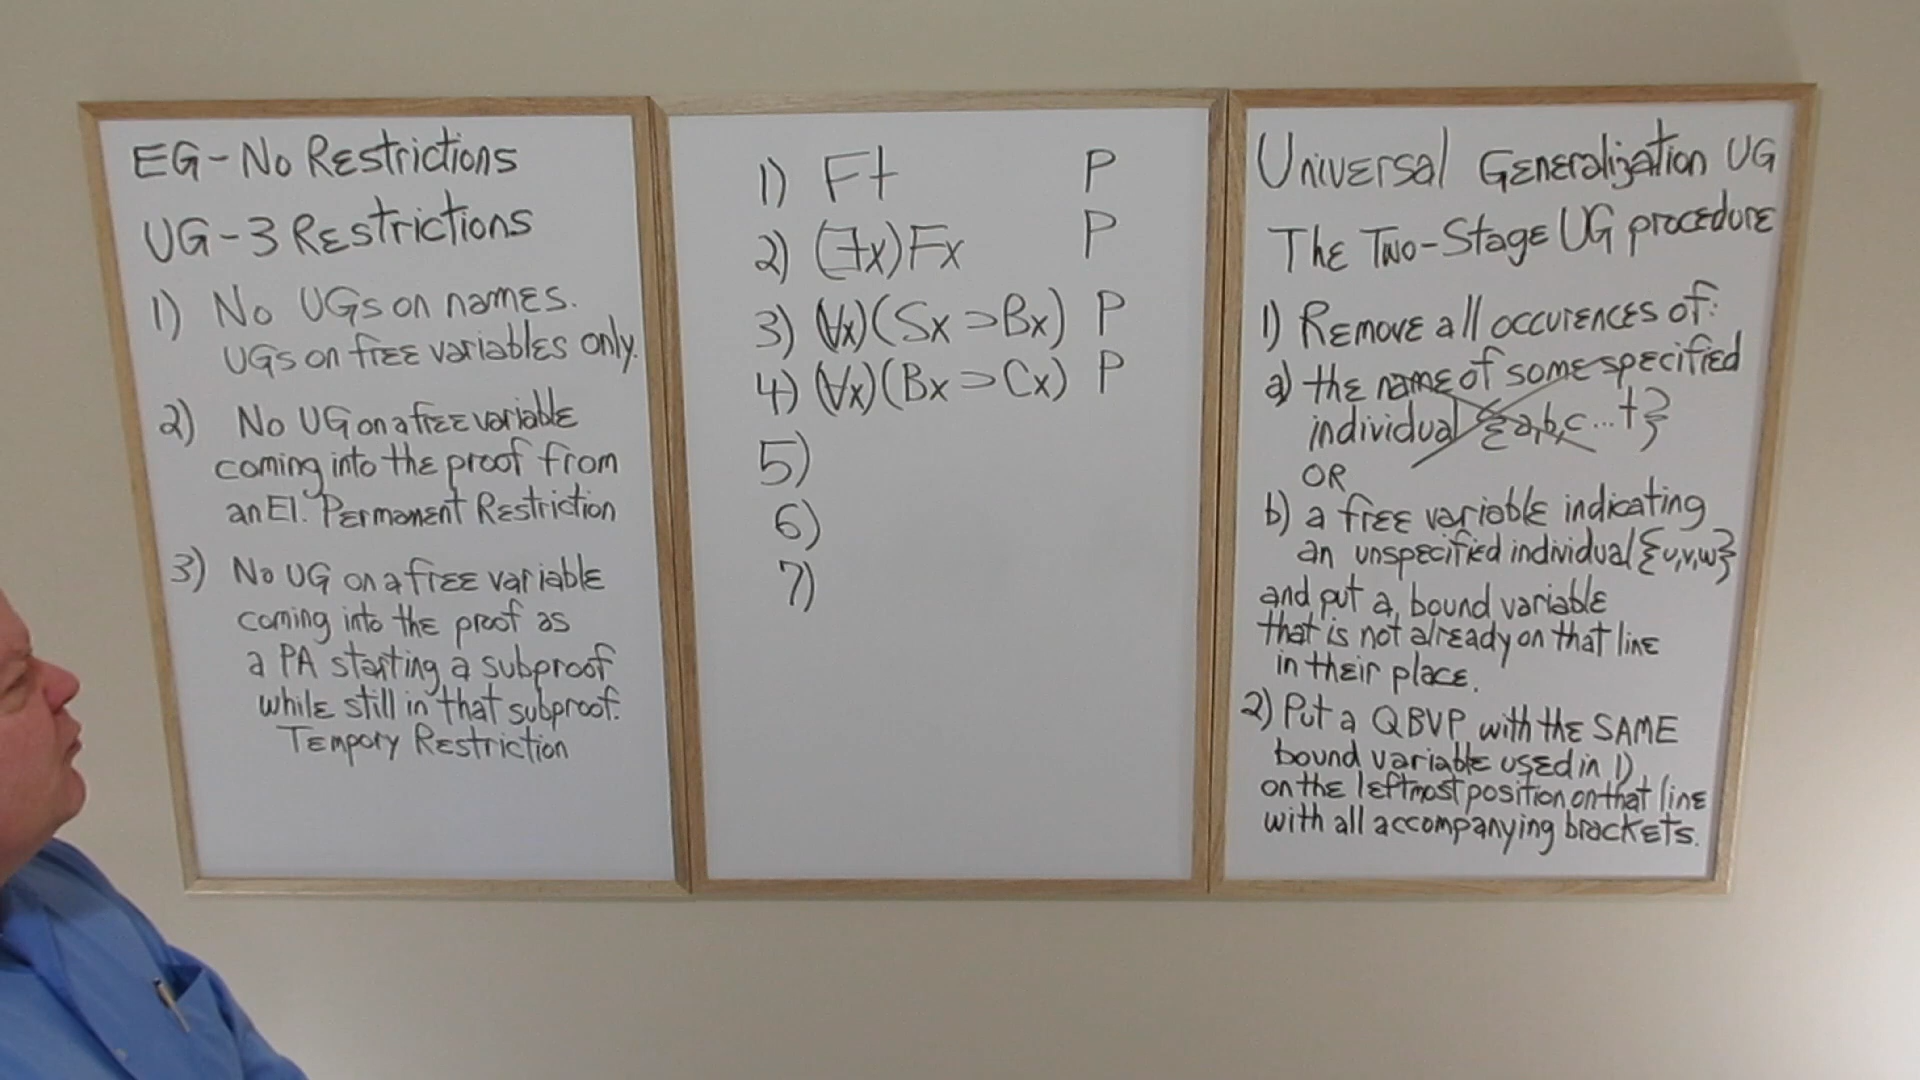 EG-No Restrictions
UG-3 Restrictions
1) No UGs on names.
UGs on free variables only.
2) No UG on a free variable
coming into the proof from
an EI. Permanent Restriction
3) No UG on a free variable
coming into the proof as
a PA starting a subproof
while still in that subproof.
Tempory Restriction
1) Ft P
2) (∃x)Fx P
3) (∀x)(Sx⊃Bx) P
4) (∀x)(Bx⊃Cx) P
5)
6)
7)
Universal Generalization UG
The Two-Stage UG procedure
1) Remove all occurences of:
a) the name of some specified
individual {a,b,c...t}
OR
b) a free variable indicating
an unspecified individual {u,v,w}
and put a bound variable
that is not already on that line
in their place.
2) Put a QBVP with the SAME
bound variable used in 1)
on the leftmost position on that line
with all accompanying brackets.